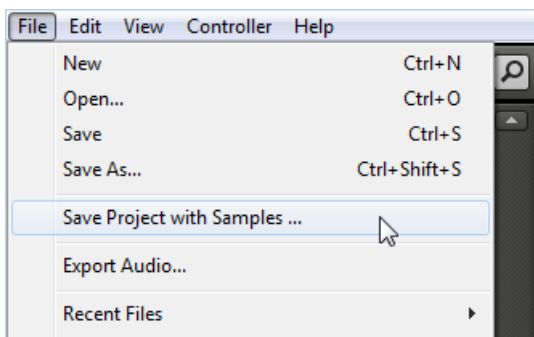 File Edit View Controller Help
New Ctrl+N
Open... Ctrl+O
Save Ctrl+S
Save As... Ctrl+Shift+S
Save Project with Samples ...
Export Audio...
Recent Files